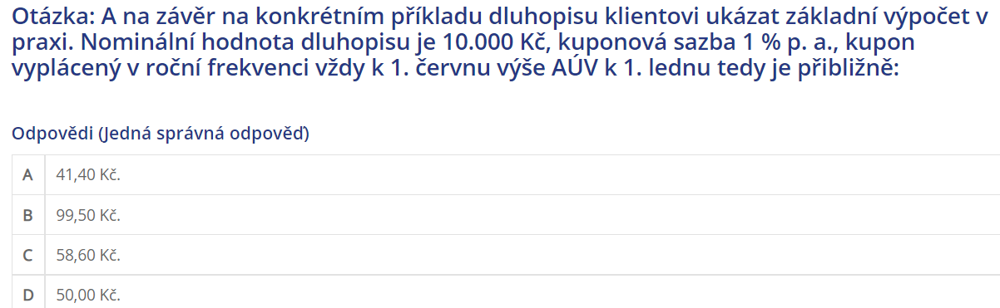 Otázka: A na závěr na konkrétním příkladu dluhopisu klientovi ukázat základní výpočet v
praxi. Nominální hodnota dluhopisu je 10.000 Kč, kuponová sazba 1 % p. a., kupon
vyplácený v roční frekvenci vždy k 1. červnu výše AÚV k 1. lednu tedy je přibližně:
Odpovědi (Jedná správná odpověď)
A 41,40 Kč.
B 99,50 Kč.
C 58,60 Kč.
D 50,00 Kč.